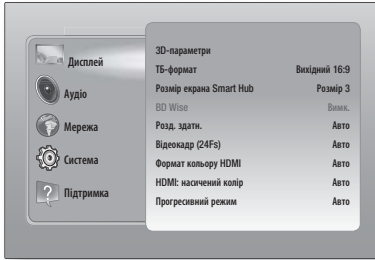 Дисплей
Аудіо
Мережа
Система
Підтримка
3D-параметри
ТБ-формат Вихідний 16:9
Розмір екрана Smart Hub Розмір 3
BD Wise Вимк.
Розд. здатн. Авто
Відеокадр (24Fs) Авто
Формат кольору HDMI Авто
HDMI: насичений колір Авто
Прогресивний режим Авто